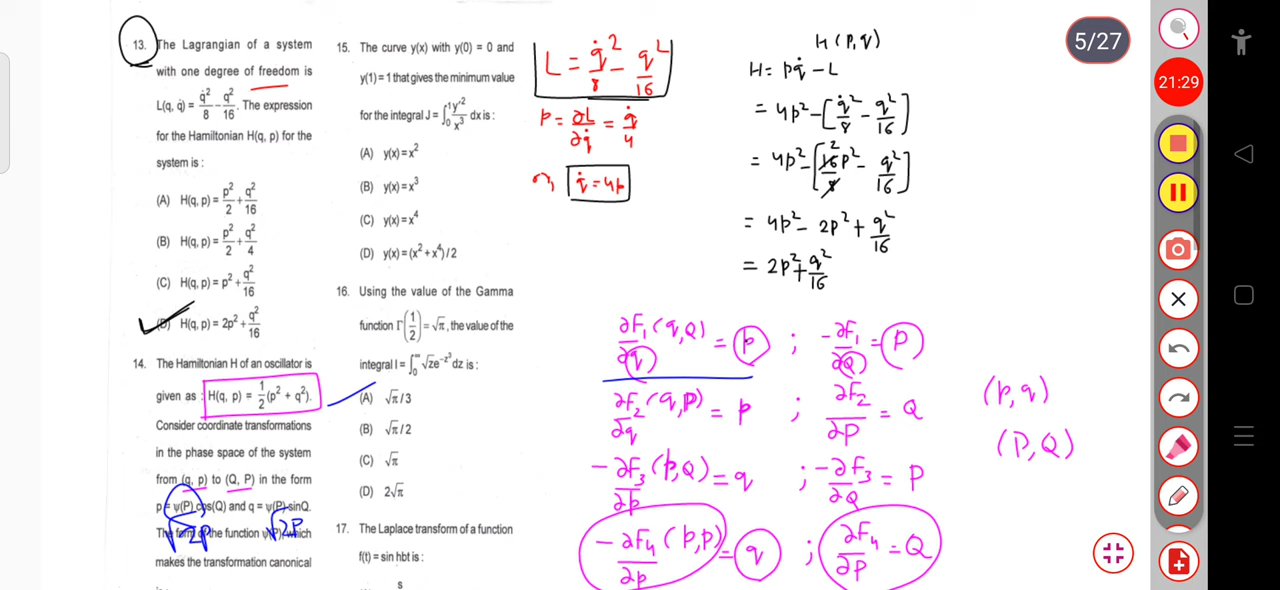 13. The Lagrangian of a system
with one degree of freedom is
L(q, q̇) = q̇²/8 - q²/16. The expression
for the Hamiltonian H(q, p) for the
system is :
(A) H(q, p) = p²/2 + q²/16
(B) H(q, p) = p²/2 + q²/4
(C) H(q, p) = p² + q²/16
(D) H(q, p) = 2p² + q²/16
14. The Hamiltonian H of an oscillator is
given as : H(q, p) = 1/2 (p² + q²).
Consider coordinate transformations
in the phase space of the system
from (q, p) to (Q, P) in the form
p = ψ(P) cos(Q) and q = ψ(P) sinQ.
The form of the function ψ(P), which
makes the transformation canonical
√2P √2P
15. The curve y(x) with y(0) = 0 and
y(1) = 1 that gives the minimum value
for the integral J = ∫₀¹ y'²/x³ dx is :
(A) y(x) = x²
(B) y(x) = x³
(C) y(x) = x⁴
(D) y(x) = (x² + x⁴)/2
16. Using the value of the Gamma
function Γ(1/2) = √π, the value of the
integral I = ∫₀^∞ √z e^(-z³) dz is :
(A) √π/3
(B) √π/2
(C) √π
(D) 2√π
17. The Laplace transform of a function
f(t) = sin hbt is :
s
L = q̇²/8 - q²/16
p = ∂L/∂q̇ = q̇/4
q̇ = 4p
H(p,q)
H = pq̇ - L
= 4p² - [q̇²/8 - q²/16]
= 4p² - [16p²/8 - q²/16]
2
= 4p² - 2p² + q²/16
= 2p² + q²/16
∂F₁(q,Q)/∂q = p ; -∂F₁/∂Q = P
∂F₂(q,P)/∂q = p ; ∂F₂/∂P = Q
(p,q)
-∂F₃(p,Q)/∂p = q ; -∂F₃/∂Q = P
(P,Q)
-∂F₄(p,P)/∂p = q ; ∂F₄/∂P = Q
5/27
21:29